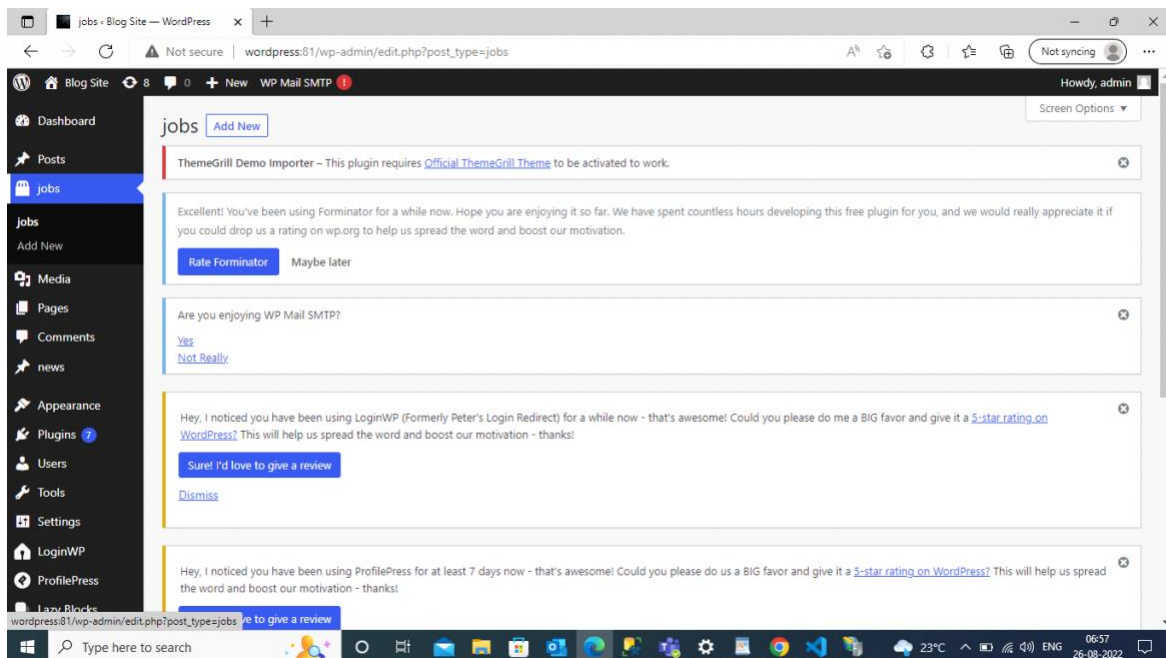 jobs ‹ Blog Site — WordPress
Not secure wordpress:81/wp-admin/edit.php?post_type=jobs
Not syncing
Blog Site 8 0 New WP Mail SMTP !
Howdy, admin
Screen Options
Dashboard
Posts
jobs
jobs
Add New
Media
Pages
Comments
news
Appearance
Plugins 7
Users
Tools
Settings
LoginWP
ProfilePress
Lazy Blocks
wordpress:81/wp-admin/edit.php?post_type=jobs
jobs Add New
ThemeGrill Demo Importer – This plugin requires Official ThemeGrill Theme to be activated to work.
Excellent! You've been using Forminator for a while now. Hope you are enjoying it so far. We have spent countless hours developing this free plugin for you, and we would really appreciate it if
you could drop us a rating on wp.org to help us spread the word and boost our motivation.
Rate Forminator Maybe later
Are you enjoying WP Mail SMTP?
Yes
Not Really
Hey, I noticed you have been using LoginWP (Formerly Peter's Login Redirect) for a while now - that's awesome! Could you please do me a BIG favor and give it a 5-star rating on
WordPress? This will help us spread the word and boost our motivation - thanks!
Sure! I'd love to give a review
Dismiss
Hey, I noticed you have been using ProfilePress for at least 7 days now - that's awesome! Could you please do us a BIG favor and give it a 5-star rating on WordPress? This will help us spread
the word and boost our motivation - thanks!
ve to give a review
Type here to search
23°C
ENG
06:57
26-08-2022